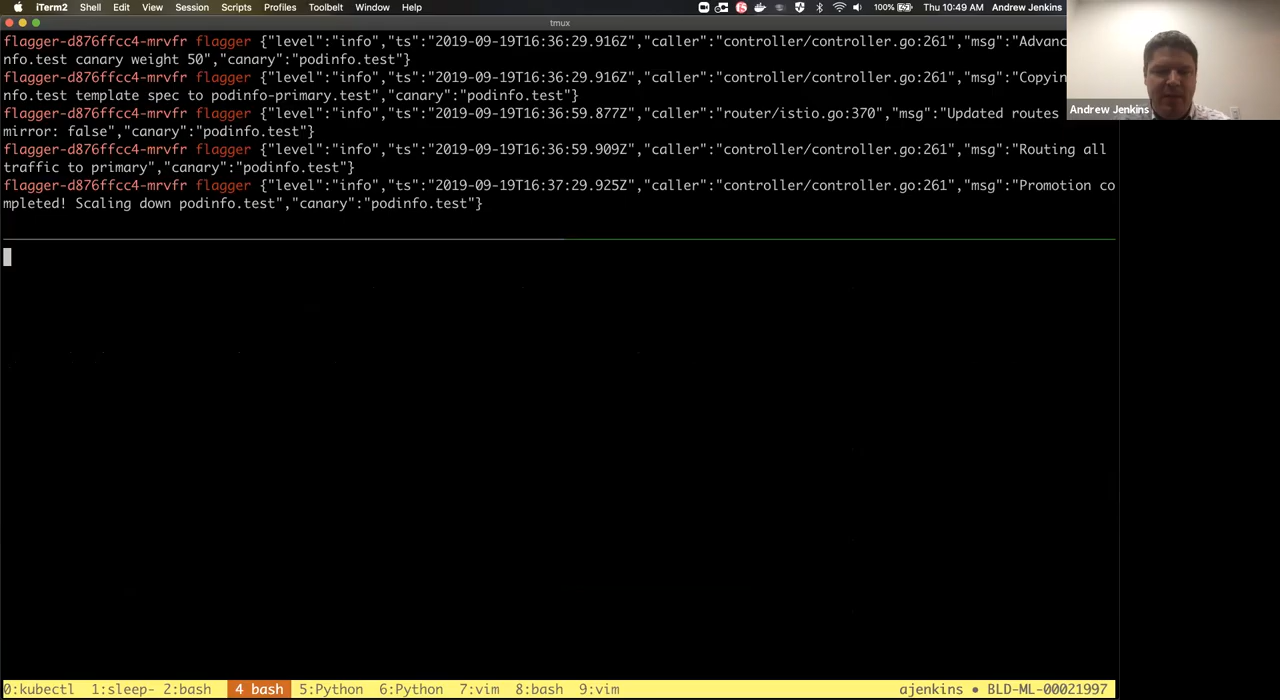 iTerm2 Shell Edit View Session Scripts Profiles Toolbelt Window Help 100% Thu 10:49 AM Andrew Jenkins
tmux
flagger-d876ffcc4-mrvfr flagger {"level":"info","ts":"2019-09-19T16:36:29.916Z","caller":"controller/controller.go:261","msg":"Advanc
nfo.test canary weight 50","canary":"podinfo.test"}
flagger-d876ffcc4-mrvfr flagger {"level":"info","ts":"2019-09-19T16:36:29.916Z","caller":"controller/controller.go:261","msg":"Copyin
nfo.test template spec to podinfo-primary.test","canary":"podinfo.test"}
flagger-d876ffcc4-mrvfr flagger {"level":"info","ts":"2019-09-19T16:36:59.877Z","caller":"router/istio.go:370","msg":"Updated routes
mirror: false","canary":"podinfo.test"}
flagger-d876ffcc4-mrvfr flagger {"level":"info","ts":"2019-09-19T16:36:59.909Z","caller":"controller/controller.go:261","msg":"Routing all
traffic to primary","canary":"podinfo.test"}
flagger-d876ffcc4-mrvfr flagger {"level":"info","ts":"2019-09-19T16:37:29.925Z","caller":"controller/controller.go:261","msg":"Promotion co
mpleted! Scaling down podinfo.test","canary":"podinfo.test"}
Andrew Jenkins
0:kubectl 1:sleep- 2:bash 4 bash 5:Python 6:Python 7:vim 8:bash 9:vim ajenkins • BLD-ML-00021997